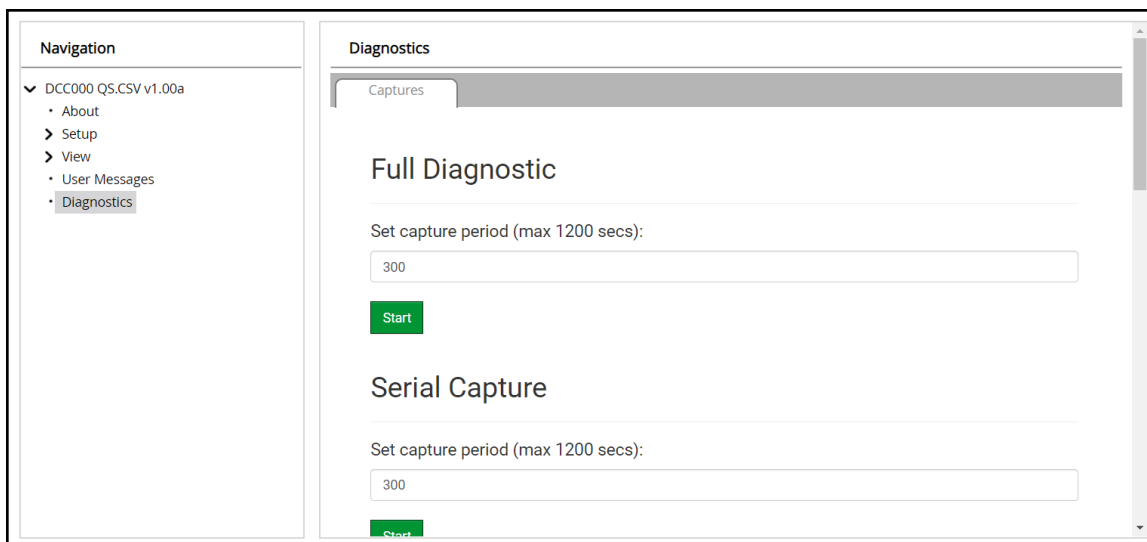 Navigation
DCC000 QS.CSV v1.00a
About
Setup
View
User Messages
Diagnostics
Diagnostics
Captures
Full Diagnostic
Set capture period (max 1200 secs):
300
Start
Serial Capture
Set capture period (max 1200 secs):
300
Start